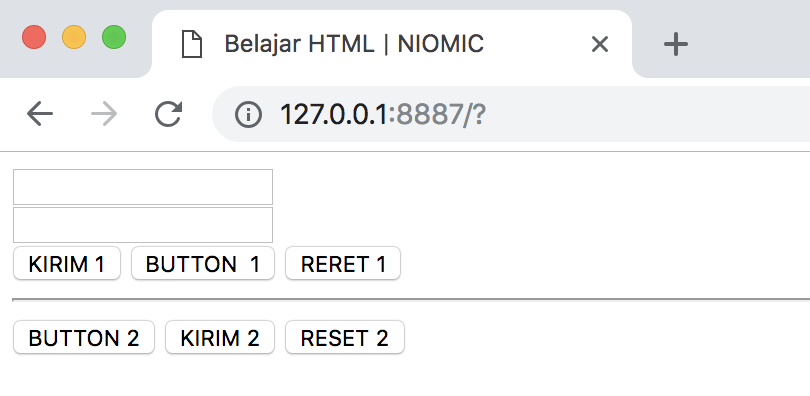 Belajar HTML | NIOMIC
127.0.0.1:8887/?
KIRIM 1 BUTTON  1 RERET 1
BUTTON 2 KIRIM 2 RESET 2